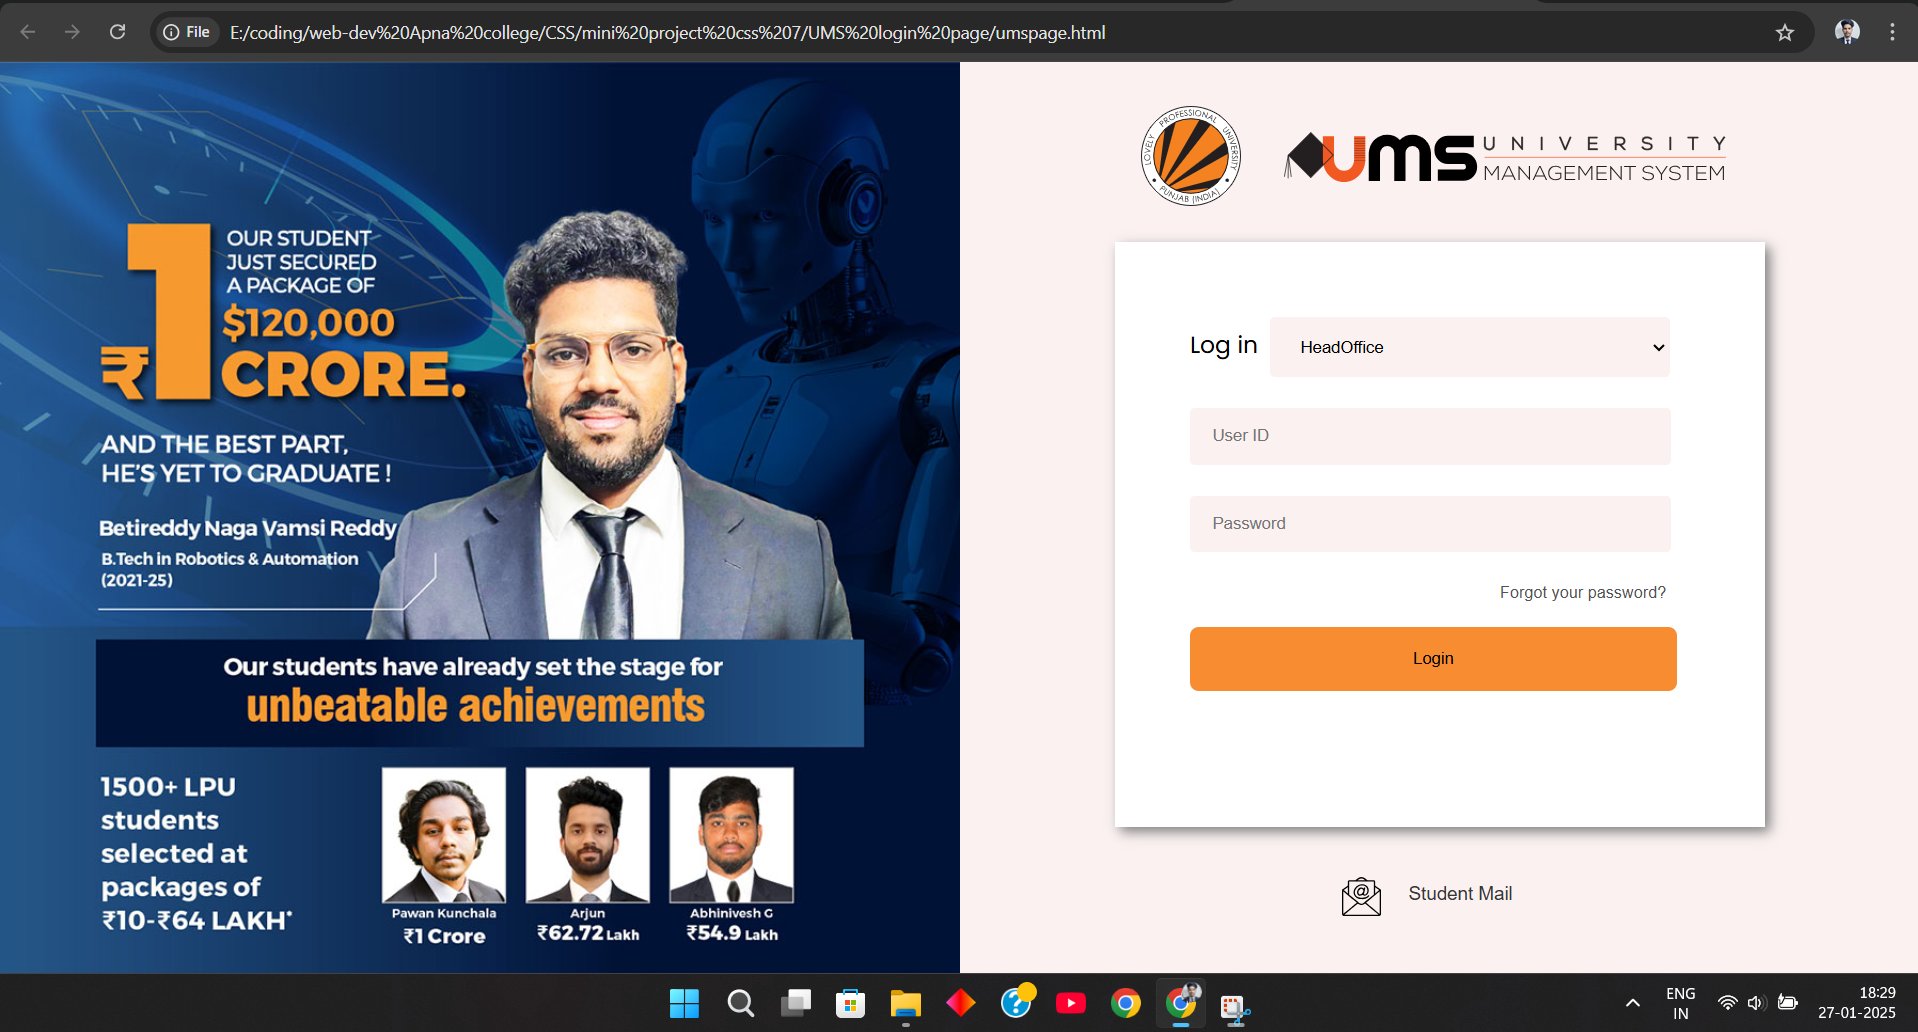 File
E:/coding/web-dev%20Apna%20college/CSS/mini%20project%20css%207/UMS%20login%20page/umspage.html
OUR STUDENT
JUST SECURED
A PACKAGE OF
$120,000
₹1 CRORE.
AND THE BEST PART,
HE'S YET TO GRADUATE !
Betireddy Naga Vamsi Reddy
B.Tech in Robotics & Automation
(2021-25)
Our students have already set the stage for
unbeatable achievements
1500+ LPU
students
selected at
packages of
₹10-₹64 LAKH*
Pawan Kunchala
₹1 Crore
Arjun
₹62.72 Lakh
Abhinivesh G
₹54.9 Lakh
LOVELY PROFESSIONAL UNIVERSITY
PUNJAB (INDIA)
UMS UNIVERSITY
MANAGEMENT SYSTEM
Log in
HeadOffice
User ID
Password
Forgot your password?
Login
Student Mail
ENG
IN
18:29
27-01-2025